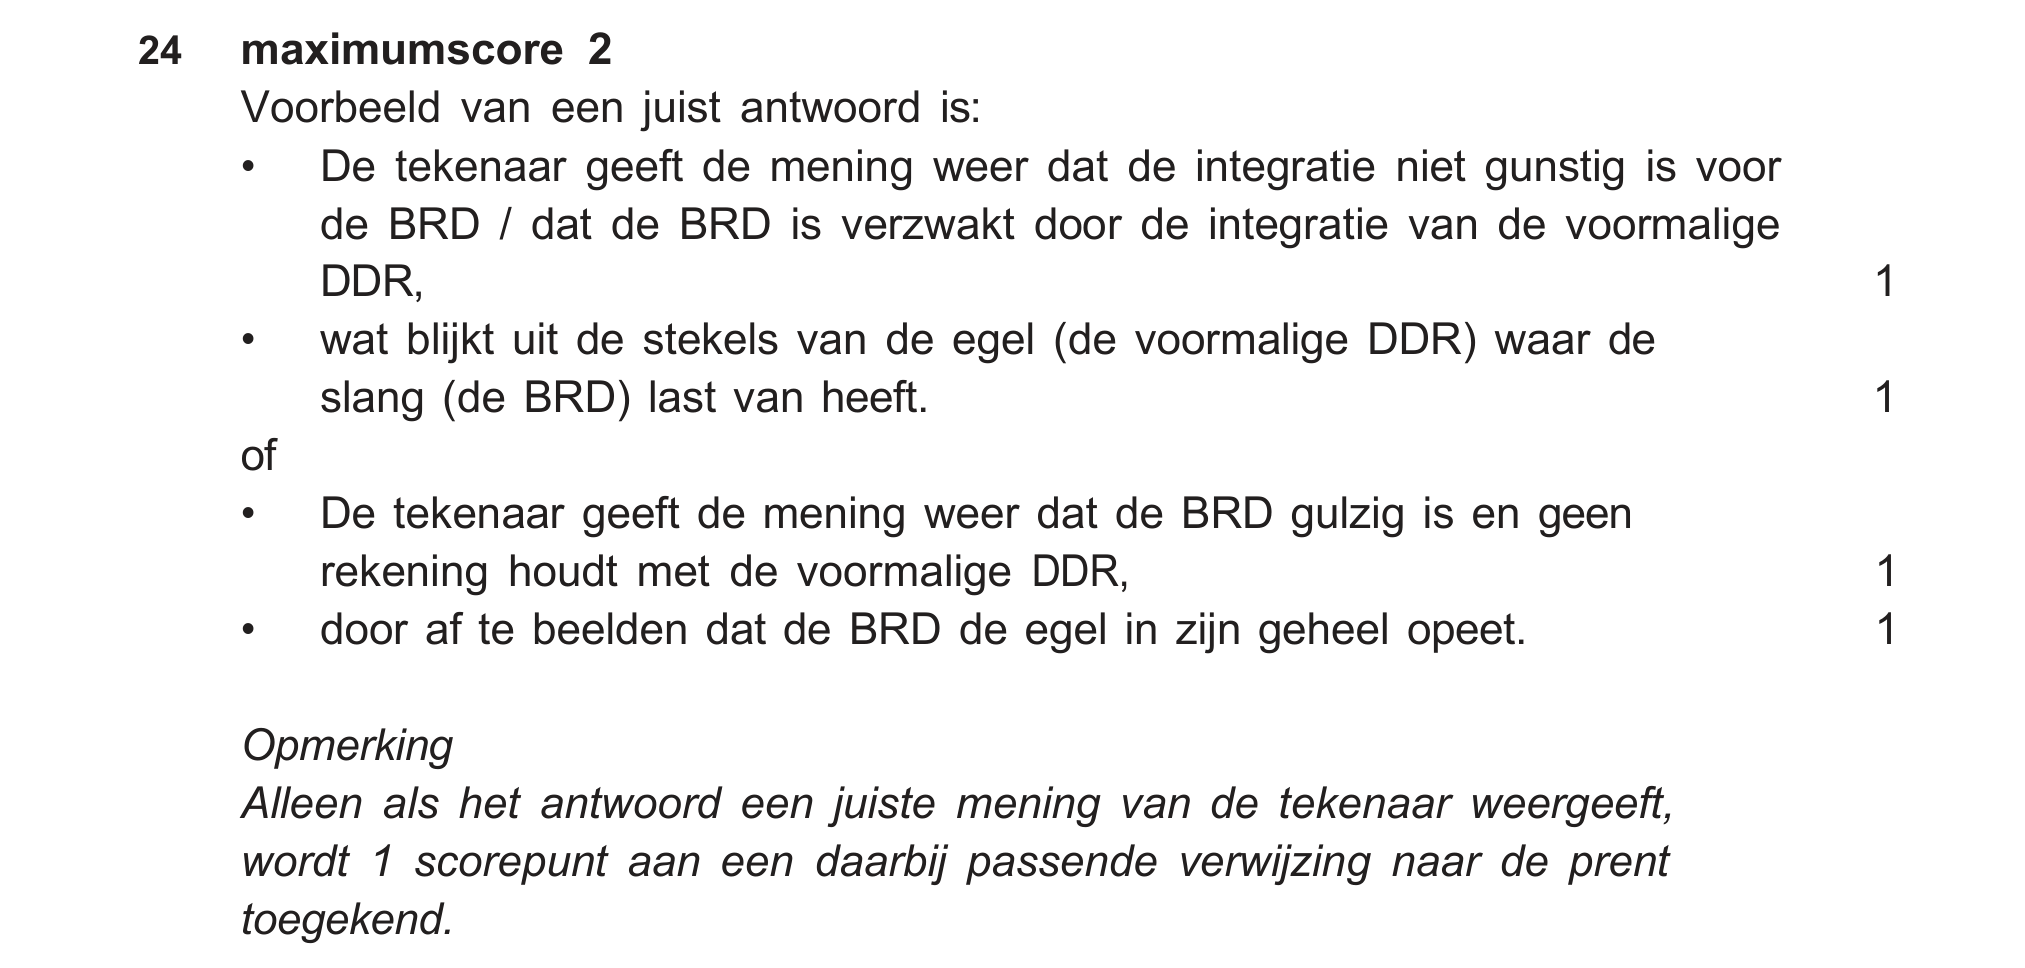 24 maximumscore 2
Voorbeeld van een juist antwoord is:
• De tekenaar geeft de mening weer dat de integratie niet gunstig is voor
de BRD / dat de BRD is verzwakt door de integratie van de voormalige
DDR, 1
• wat blijkt uit de stekels van de egel (de voormalige DDR) waar de
slang (de BRD) last van heeft. 1
of
• De tekenaar geeft de mening weer dat de BRD gulzig is en geen
rekening houdt met de voormalige DDR, 1
• door af te beelden dat de BRD de egel in zijn geheel opeet. 1
Opmerking
Alleen als het antwoord een juiste mening van de tekenaar weergeeft,
wordt 1 scorepunt aan een daarbij passende verwijzing naar de prent
toegekend.